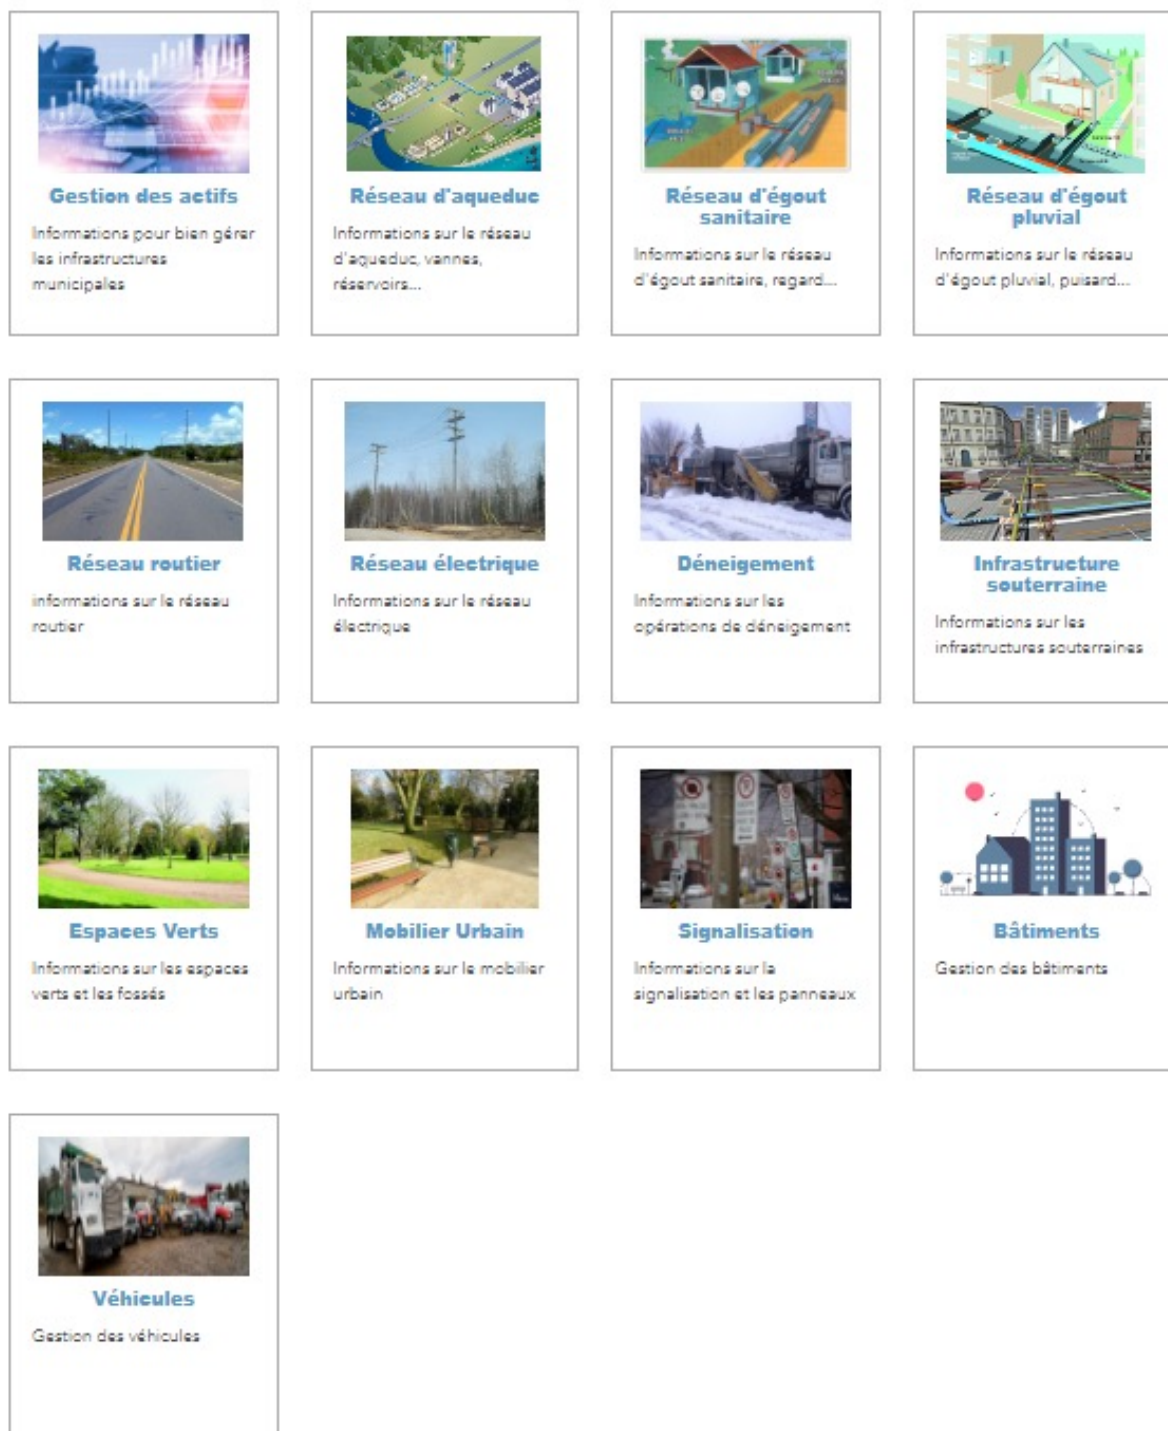 Gestion des actifs
Informations pour bien gérer
les infrastructures
municipales
Réseau d'aqueduc
Informations sur le réseau
d'aqueduc, vannes,
réservoirs...
Réseau d'égout
sanitaire
Informations sur le réseau
d'égout sanitaire, regard...
Réseau d'égout
pluvial
Informations sur le réseau
d'égout pluvial, puisard...
Réseau routier
informations sur le réseau
routier
Réseau électrique
Informations sur le réseau
électrique
Déneigement
Informations sur les
opérations de déneigement
Infrastructure
souterraine
Informations sur les
infrastructures souterraines
Espaces Verts
Informations sur les espaces
verts et les fossés
Mobilier Urbain
Informations sur le mobilier
urbain
Signalisation
Informations sur la
signalisation et les panneaux
Bâtiments
Gestion des bâtiments
Véhicules
Gestion des véhicules